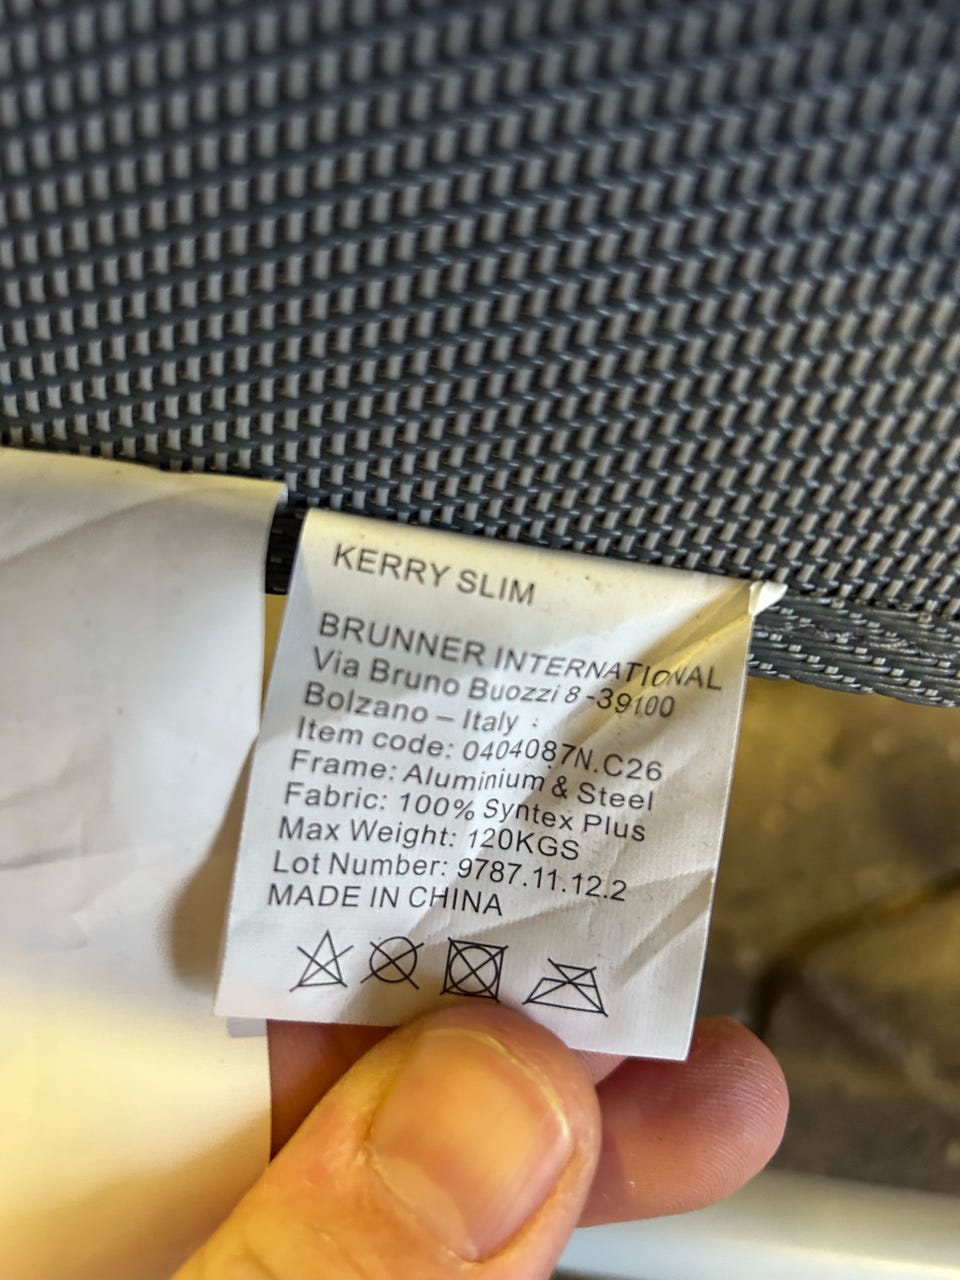 KERRY SLIM
BRUNNER INTERNATIONAL
Via Bruno Buozzi 8 -39100
Bolzano – Italy
Item code: 0404087N.C26
Frame: Aluminium & Steel
Fabric: 100% Syntex Plus
Max Weight: 120KGS
Lot Number: 9787.11.12.2
MADE IN CHINA